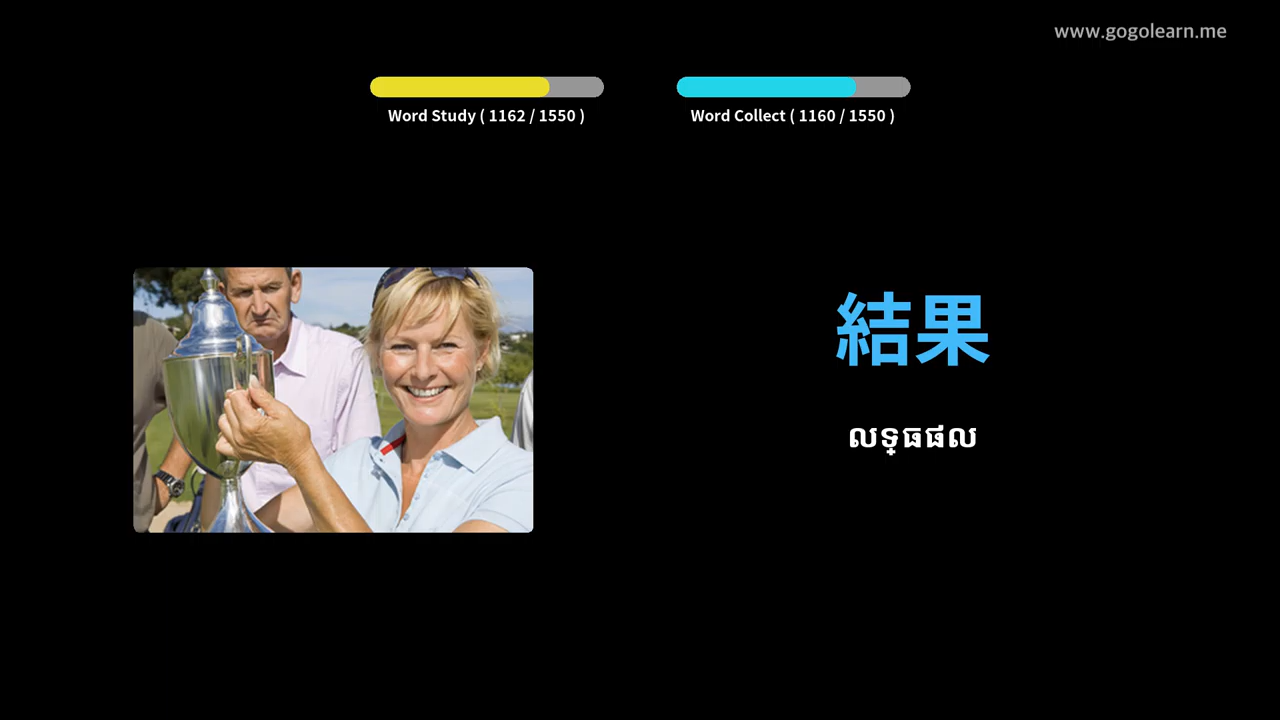 www.gogolearn.me
Word Study ( 1162 / 1550 )
Word Collect ( 1160 / 1550 )
結果
លទ្ធផល